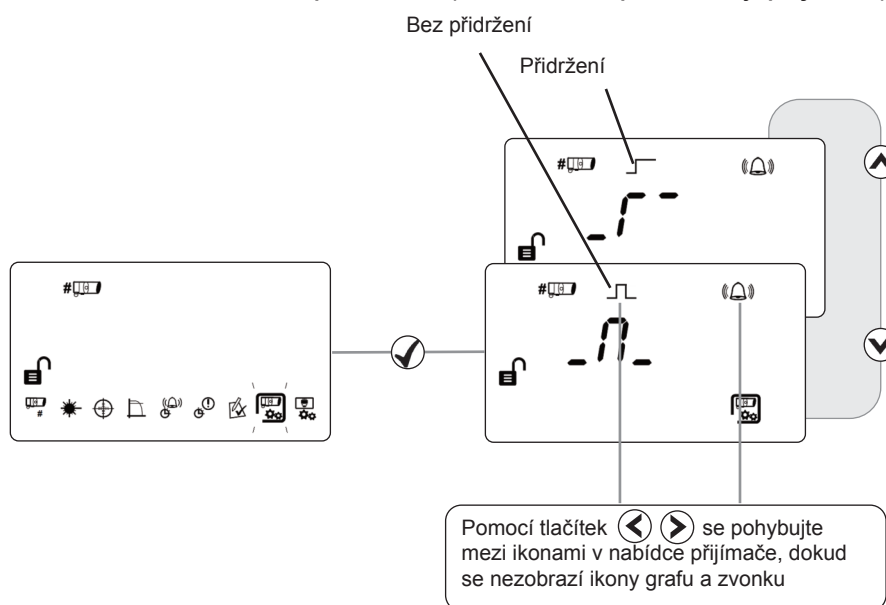 Bez přidržení
Přidržení
#
#
#
#
Pomocí tlačítek se pohybujte
mezi ikonami v nabídce přijímače, dokud
se nezobrazí ikony grafu a zvonku